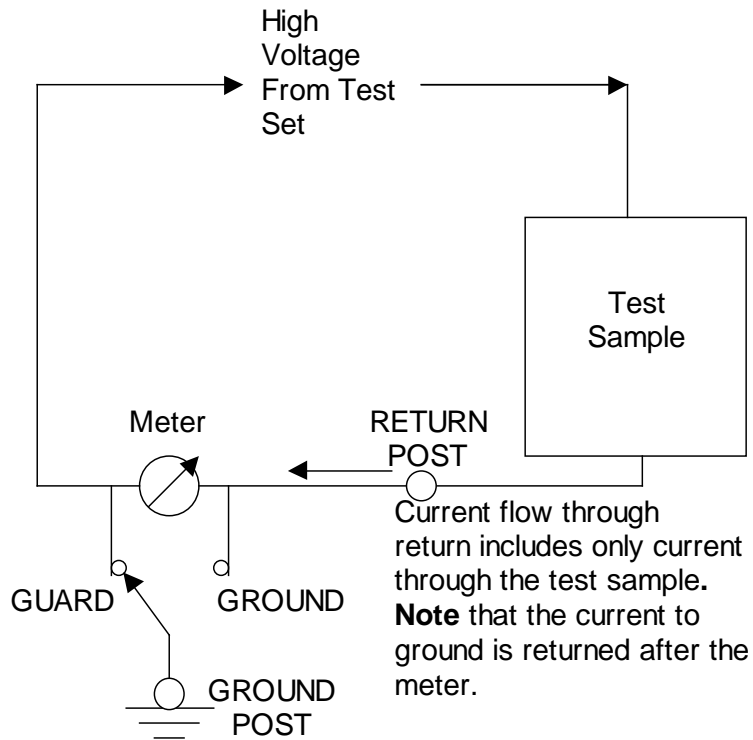 High
Voltage
From Test
Set
Test
Sample
Meter
RETURN
POST
Current flow through
return includes only current
through the test sample.
Note that the current to
ground is returned after the
meter.
GUARD
GROUND
GROUND
POST